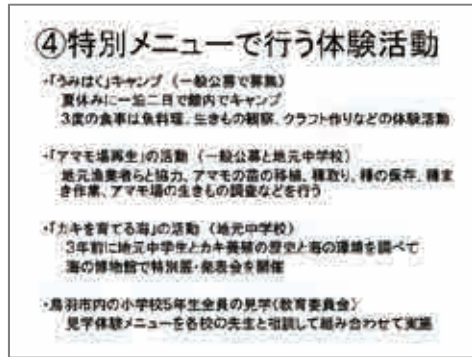 ④特別メニューで行う体験活動
・「うみはく」キャンプ（一般公募で募集）
夏休みに一泊二日で館内でキャンプ
3度の食事は魚料理、生きもの観察、クラフト作りなどの体験活動
・「アマモ場再生」の活動（一般公募と地元中学校）
地元漁業者らと協力、アマモの苗の移植、種取り、種の保存、種ま
き作業、アマモ場の生きもの調査などを行う
・「カキを育てる海」の活動（地元中学校）
3年前に地元中学生とカキ養殖の歴史と海の環境を調べて
海の博物館で特別展・発表会を開催
・鳥羽市内の小学校5年生全員の見学（教育委員会）
見学体験メニューを各校の先生と相談して組み合わせて実施